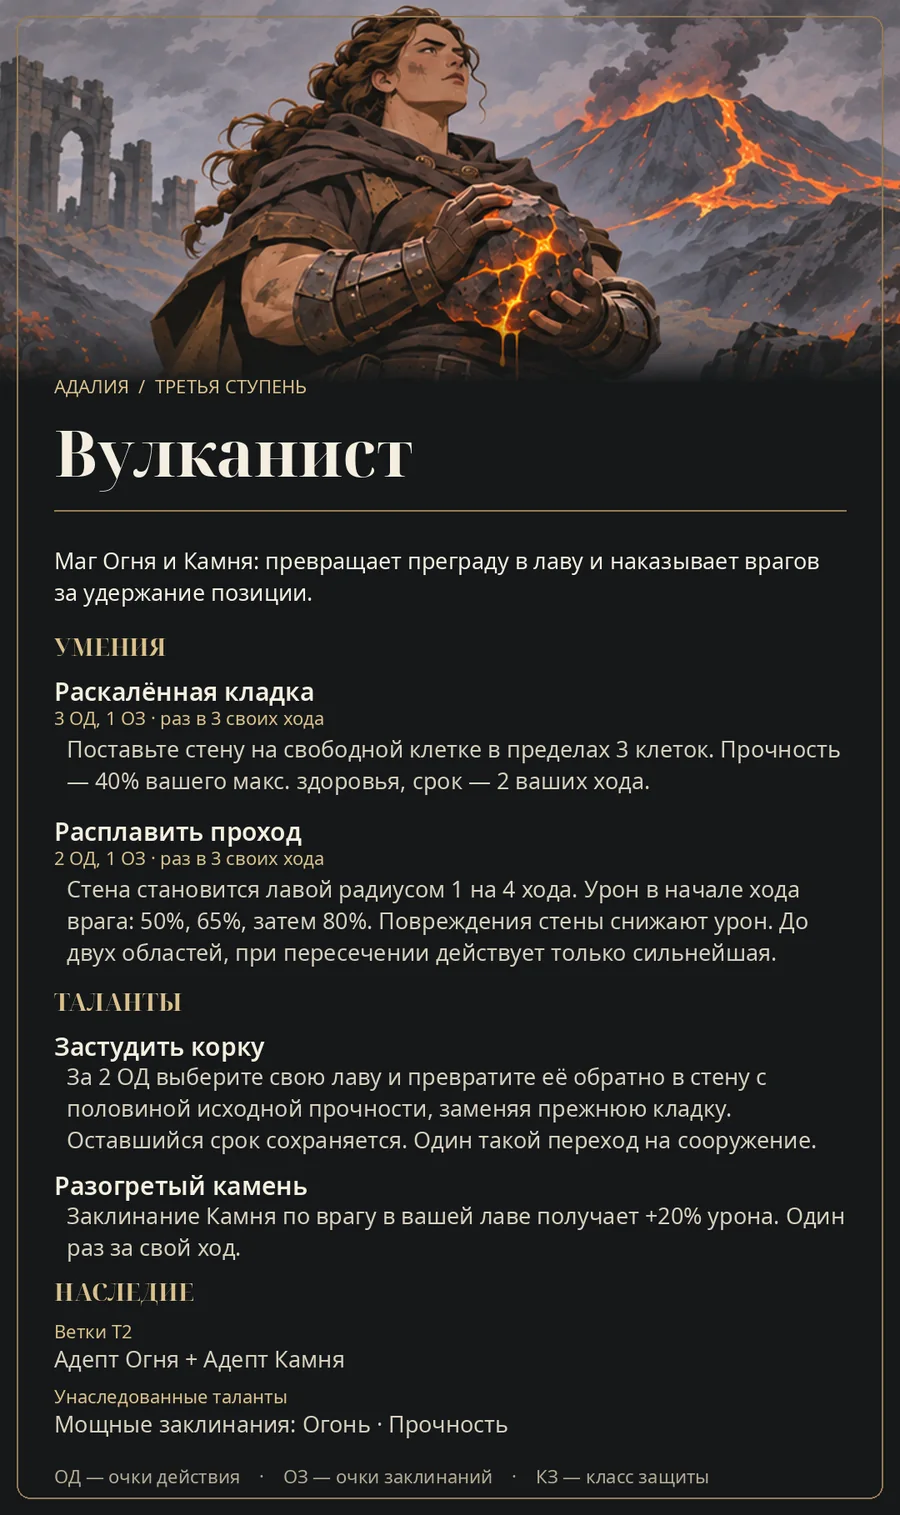 АДАЛИЯ / ТРЕТЬЯ СТУПЕНЬ
Вулканист
Маг Огня и Камня: превращает преграду в лаву и наказывает врагов
за удержание позиции.
УМЕНИЯ
Раскалённая кладка
3 ОД, 1 ОЗ · раз в 3 своих хода
Поставьте стену на свободной клетке в пределах 3 клеток. Прочность
— 40% вашего макс. здоровья, срок — 2 ваших хода.
Расплавить проход
2 ОД, 1 ОЗ · раз в 3 своих хода
Стена становится лавой радиусом 1 на 4 хода. Урон в начале хода
врага: 50%, 65%, затем 80%. Повреждения стены снижают урон. До
двух областей, при пересечении действует только сильнейшая.
ТАЛАНТЫ
Застудить корку
За 2 ОД выберите свою лаву и превратите её обратно в стену с
половиной исходной прочности, заменяя прежнюю кладку.
Оставшийся срок сохраняется. Один такой переход на сооружение.
Разогретый камень
Заклинание Камня по врагу в вашей лаве получает +20% урона. Один
раз за свой ход.
НАСЛЕДИЕ
Ветки Т2
Адепт Огня + Адепт Камня
Унаследованные таланты
Мощные заклинания: Огонь · Прочность
ОД — очки действия · ОЗ — очки заклинаний · КЗ — класс защиты